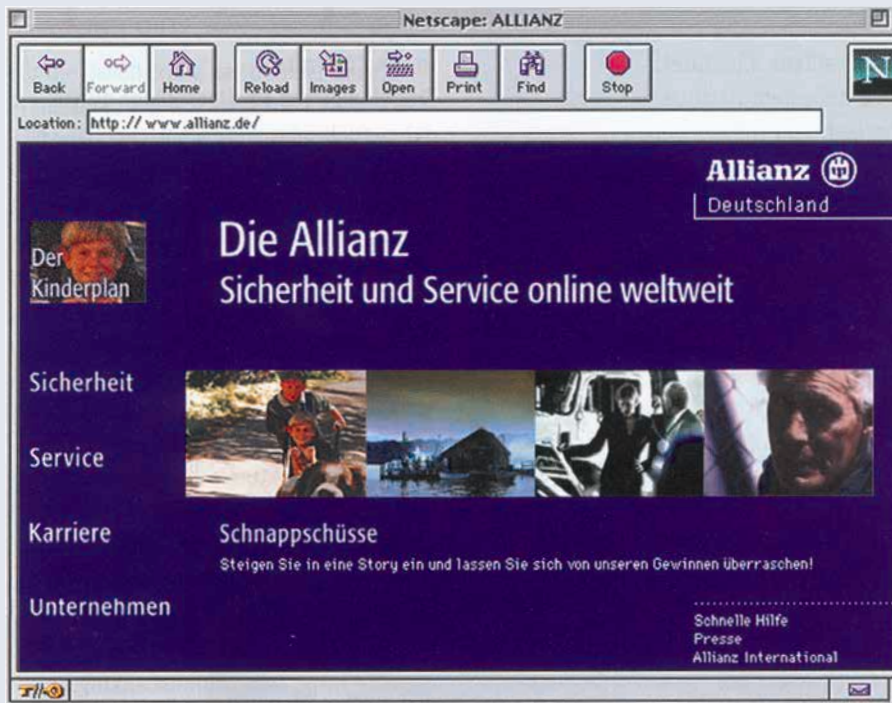 Netscape: ALLIANZ
Back Forward Home Reload Images Open Print Find Stop
N
Location: http://www.allianz.de/
Allianz
Deutschland
Der
Kinderplan
Die Allianz
Sicherheit und Service online weltweit
Sicherheit
Service
Karriere
Unternehmen
Schnappschüsse
Steigen Sie in eine Story ein und lassen Sie sich von unseren Gewinnen überraschen!
Schnelle Hilfe
Presse
Allianz International